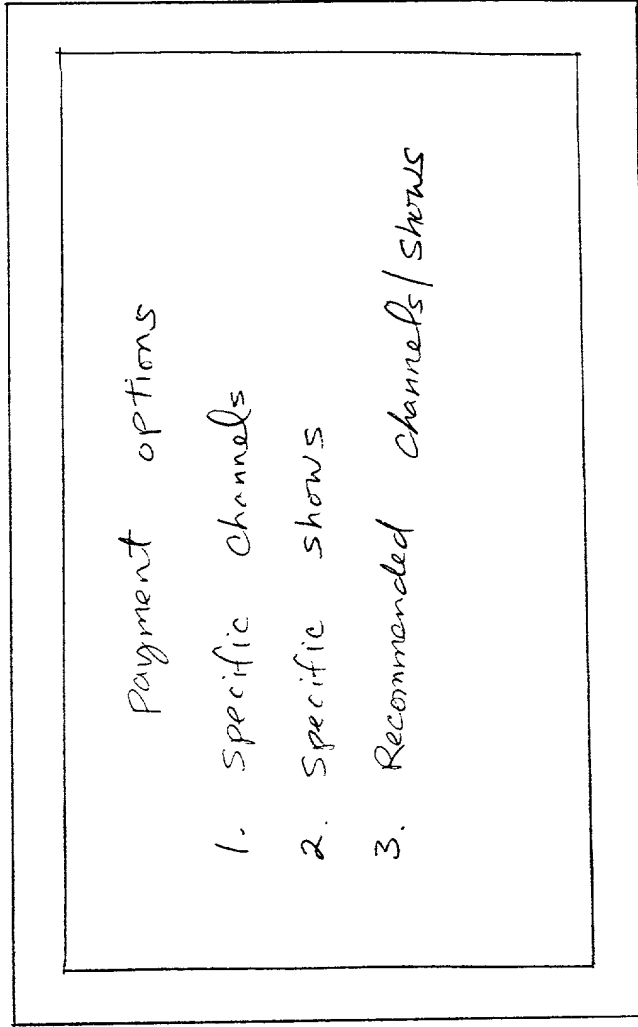 Payment options
1. Specific channels
2. Specific shows
3. Recommended channels/shows